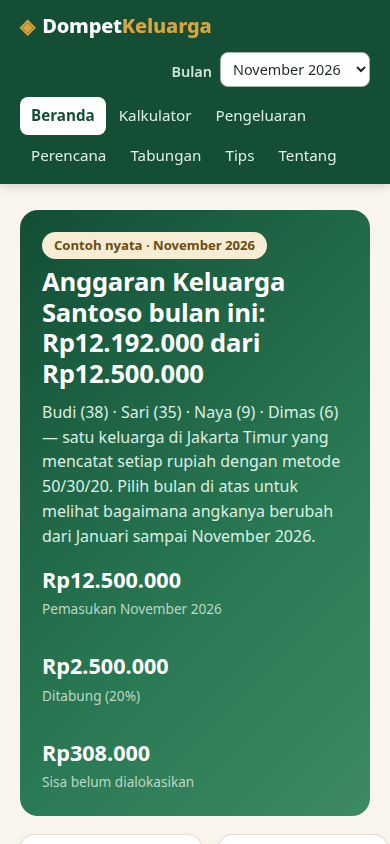 ◈ DompetKeluarga
Bulan November 2026
Beranda Kalkulator Pengeluaran
Perencana Tabungan Tips Tentang
Contoh nyata · November 2026
Anggaran Keluarga
Santoso bulan ini:
Rp12.192.000 dari
Rp12.500.000
Budi (38) · Sari (35) · Naya (9) · Dimas (6)
— satu keluarga di Jakarta Timur yang
mencatat setiap rupiah dengan metode
50/30/20. Pilih bulan di atas untuk
melihat bagaimana angkanya berubah
dari Januari sampai November 2026.
Rp12.500.000
Pemasukan November 2026
Rp2.500.000
Ditabung (20%)
Rp308.000
Sisa belum dialokasikan